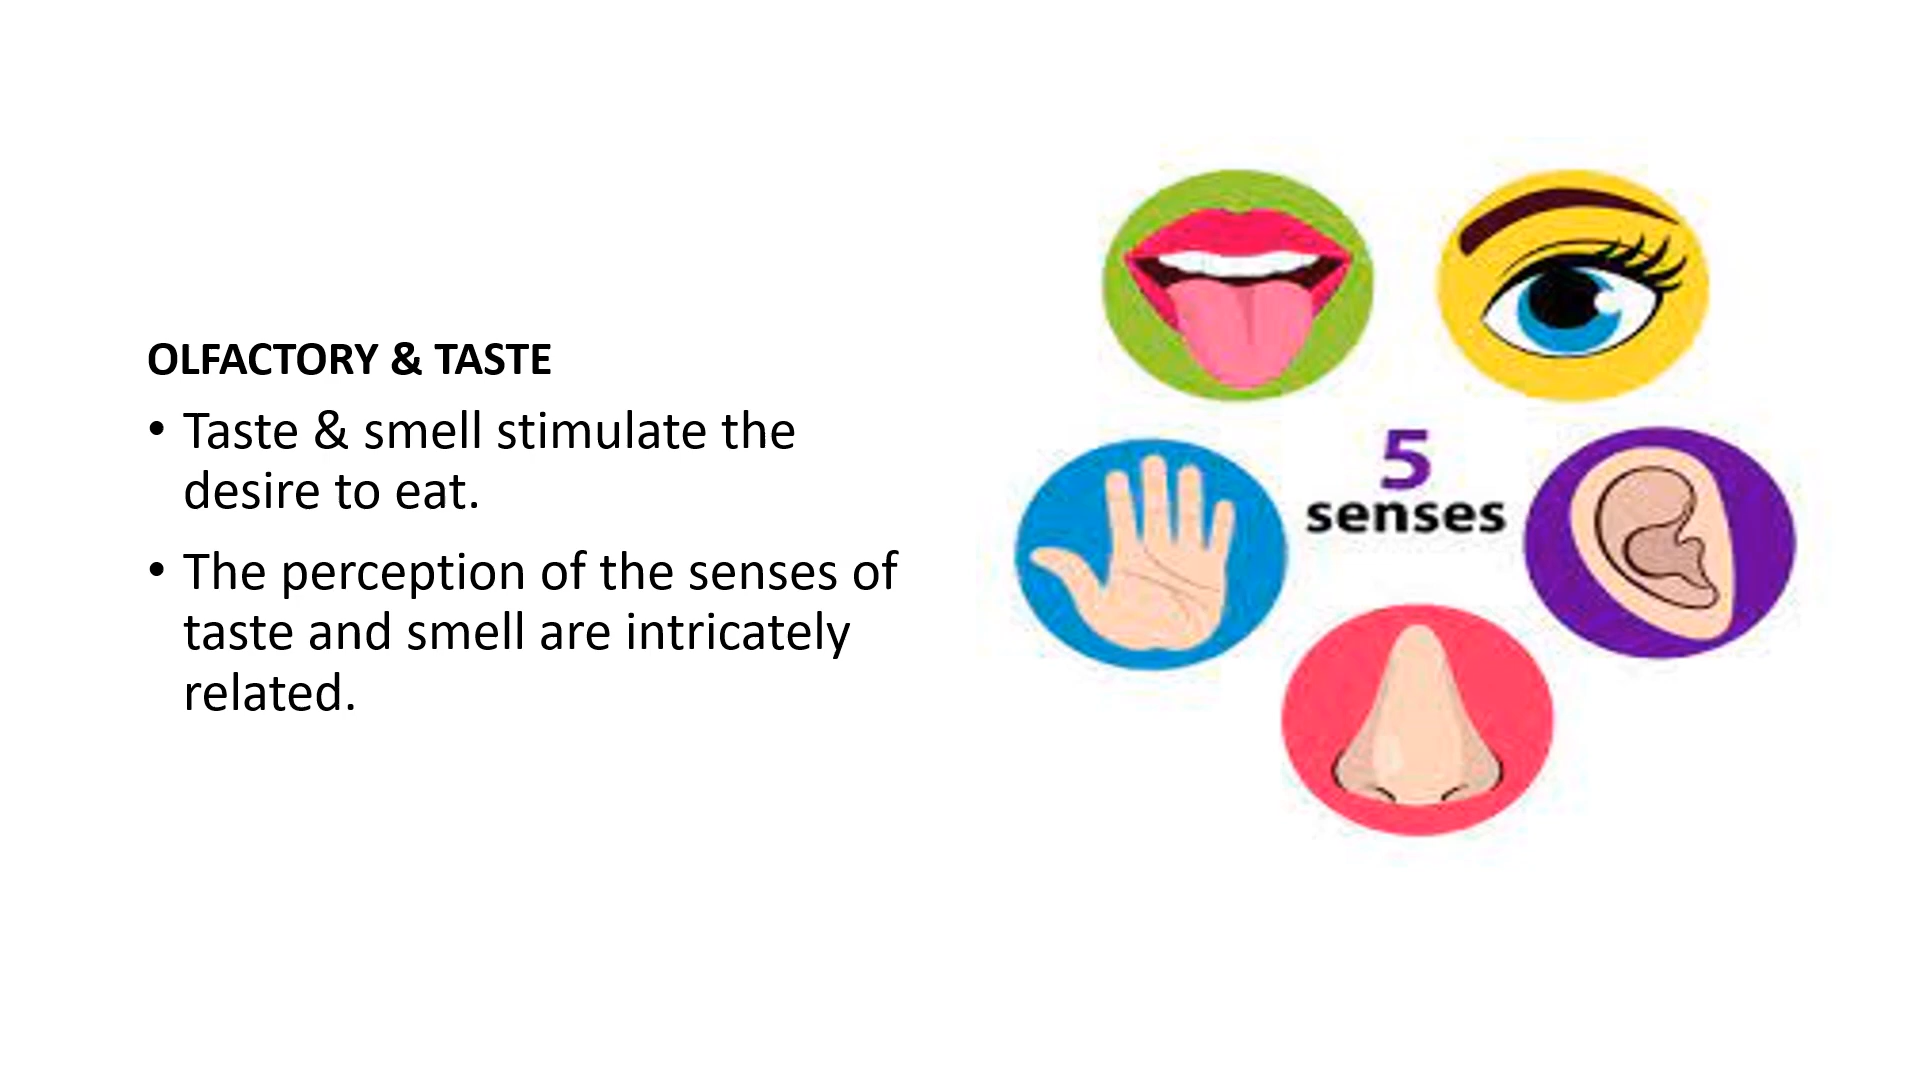 OLFACTORY & TASTE
• Taste & smell stimulate the
desire to eat.
• The perception of the senses of
taste and smell are intricately
related.
5
senses